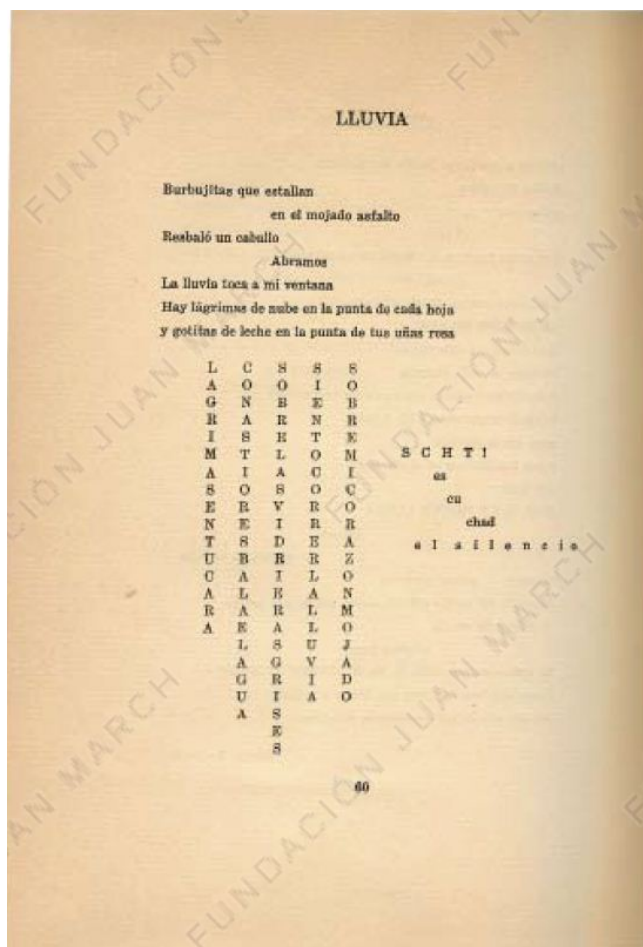 LLUVIA
Burbujitas que estallan
en el mojado asfalto
Resbaló un caballo
Abramos
La lluvia toca a mi ventana
Hay lágrimas de nube en la punta de cada hoja
y gotitas de leche en la punta de tus uñas rosa
LAGRIMASENTUCARA
CONASTIORESBALAELAGUA
SOBRELASVIDRIERASGRISES
SIENTOCORRERLALLUVIA
SOBREMICORAZONMOJADO
SCHT!
es
cu
chad
el silencio
60
FUNDACIÓN JUAN MARCH